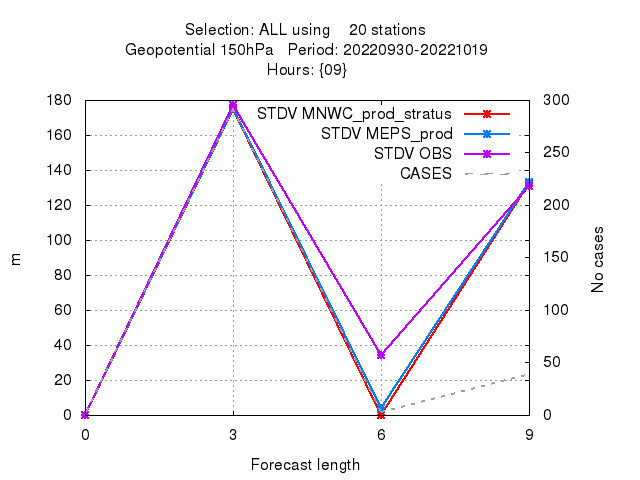 Selection: ALL using 20 stations
Geopotential 150hPa Period: 20220930-20221019
Hours: {09}
STDV MNWC_prod_stratus
STDV MEPS_prod
STDV OBS
CASES
180
160
140
120
100
80
60
40
20
0
m
300
250
200
150
100
50
0
No cases
0 3 6 9
Forecast length